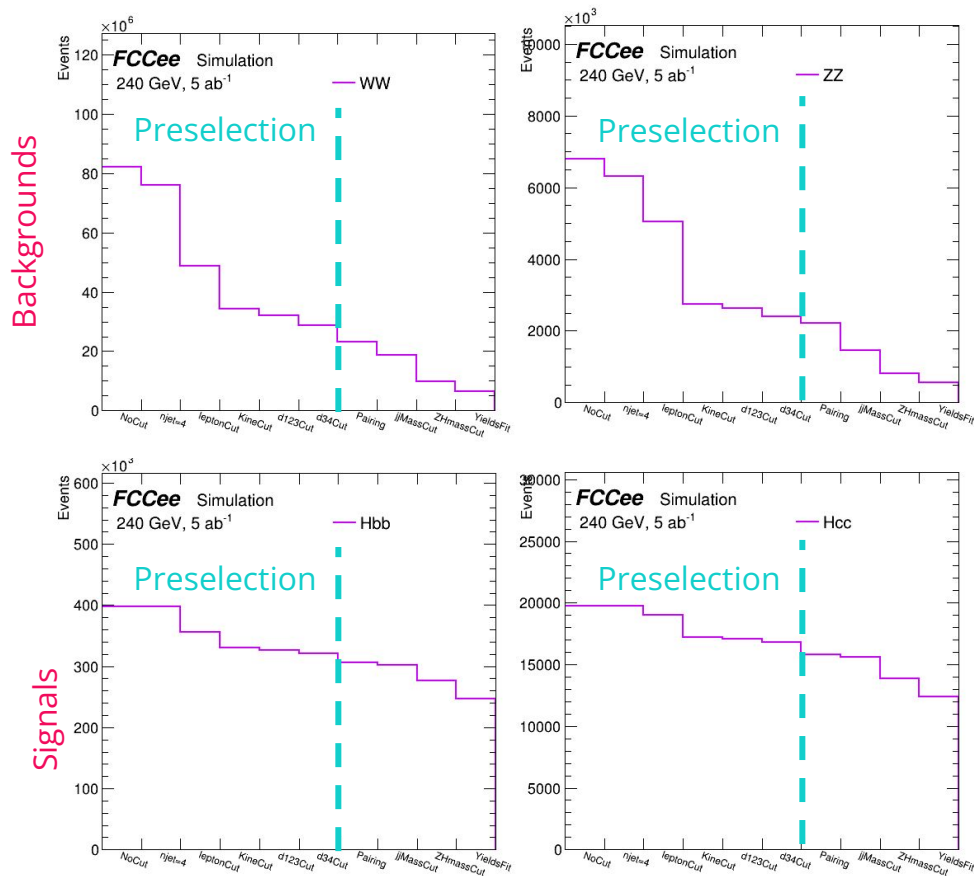 Backgrounds
×10⁶
Events
FCCee Simulation
240 GeV, 5 ab⁻¹
WW
Preselection
120
100
80
60
40
20
0
NoCut njet=4 leptonCut KineCut d123Cut d34Cut Pairing jjMassCut ZHmassCut YieldsFit
×10³
Events
FCCee Simulation
240 GeV, 5 ab⁻¹
ZZ
Preselection
10000
8000
6000
4000
2000
0
NoCut njet=4 leptonCut KineCut d123Cut d34Cut Pairing jjMassCut ZHmassCut YieldsFit
Signals
×10³
Events
FCCee Simulation
240 GeV, 5 ab⁻¹
Hbb
Preselection
600
500
400
300
200
100
0
NoCut njet=4 leptonCut KineCut d123Cut d34Cut Pairing jjMassCut ZHmassCut YieldsFit
Events
FCCee Simulation
240 GeV, 5 ab⁻¹
Hcc
Preselection
30000
25000
20000
15000
10000
5000
0
NoCut njet=4 leptonCut KineCut d123Cut d34Cut Pairing jjMassCut ZHmassCut YieldsFit